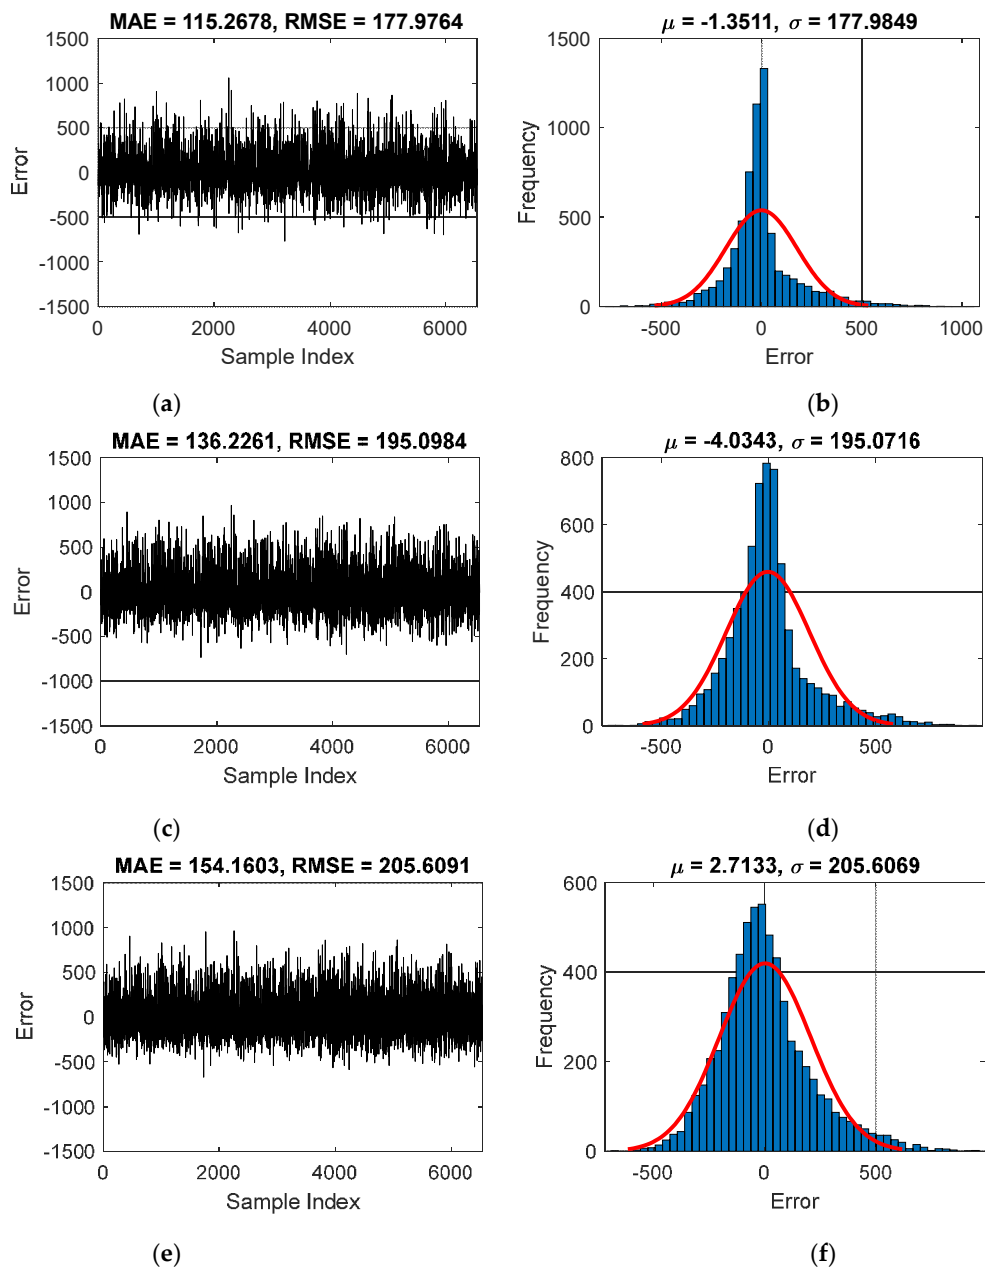 MAE = 115.2678, RMSE = 177.9764
1500
1000
500
0
-500
-1000
-1500
Error
0
2000
4000
6000
Sample Index
(a)
μ = -1.3511, σ = 177.9849
1500
1000
500
0
Frequency
-500
0
500
1000
Error
(b)
MAE = 136.2261, RMSE = 195.0984
1500
1000
500
0
-500
-1000
-1500
Error
0
2000
4000
6000
Sample Index
(c)
μ = -4.0343, σ = 195.0716
800
600
400
200
0
Frequency
-500
0
500
Error
(d)
MAE = 154.1603, RMSE = 205.6091
1500
1000
500
0
-500
-1000
-1500
Error
0
2000
4000
6000
Sample Index
(e)
μ = 2.7133, σ = 205.6069
600
400
200
0
Frequency
-500
0
500
Error
(f)